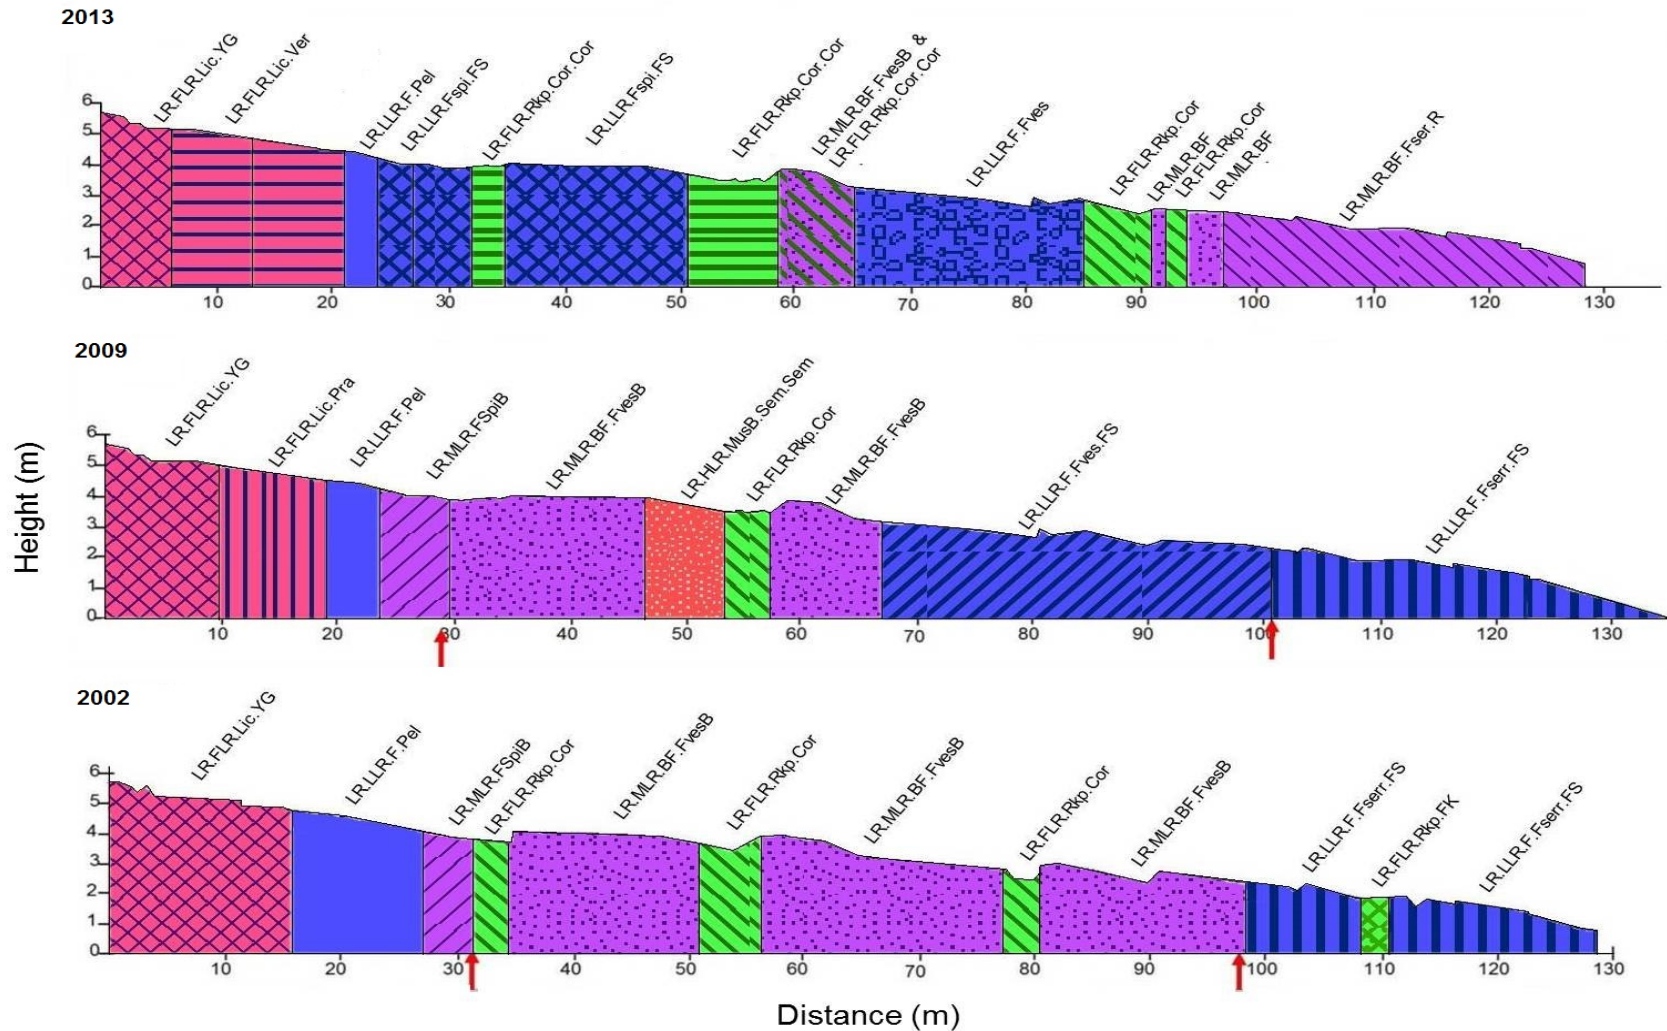 2013
LR.FLR.Lic.YG
LR.FLR.Lic.Ver
LR.LLR.F.Pel
LR.LLR.Fspi.FS
LR.FLR.Rkp.Cor.Cor
LR.LLR.Fspi.FS
LR.FLR.Rkp.Cor.Cor
LR.MLR.BF.FvesB &
LR.FLR.Rkp.Cor.Cor
LR.LLR.F.Fves
LR.FLR.Rkp.Cor
LR.MLR.BF
LR.FLR.Rkp.Cor
LR.MLR.BF
LR.MLR.BF.Fser.R
6
5
4
3
2
1
0
10 20 30 40 50 60 70 80 90 100 110 120 130
2009
LR.FLR.Lic.YG
LR.FLR.Lic.Pra
LR.LLR.F.Pel
LR.MLR.FSpiB
LR.MLR.BF.FvesB
LR.HLR.MusB.Sem.Sem
LR.FLR.Rkp.Cor
LR.MLR.BF.FvesB
LR.LLR.F.Fves.FS
LR.LLR.F.Fserr.FS
Height (m)
6
5
4
3
2
1
0
10 20 30 40 50 60 70 80 90 100 110 120 130
2002
LR.FLR.Lic.YG
LR.LLR.F.Pel
LR.MLR.FSpiB
LR.FLR.Rkp.Cor
LR.MLR.BF.FvesB
LR.FLR.Rkp.Cor
LR.MLR.BF.FvesB
LR.FLR.Rkp.Cor
LR.MLR.BF.FvesB
LR.LLR.F.Fserr.FS
LR.FLR.Rkp.FK
LR.LLR.F.Fserr.FS
6
5
4
3
2
1
0
10 20 30 40 50 60 70 80 90 100 110 120 130
Distance (m)